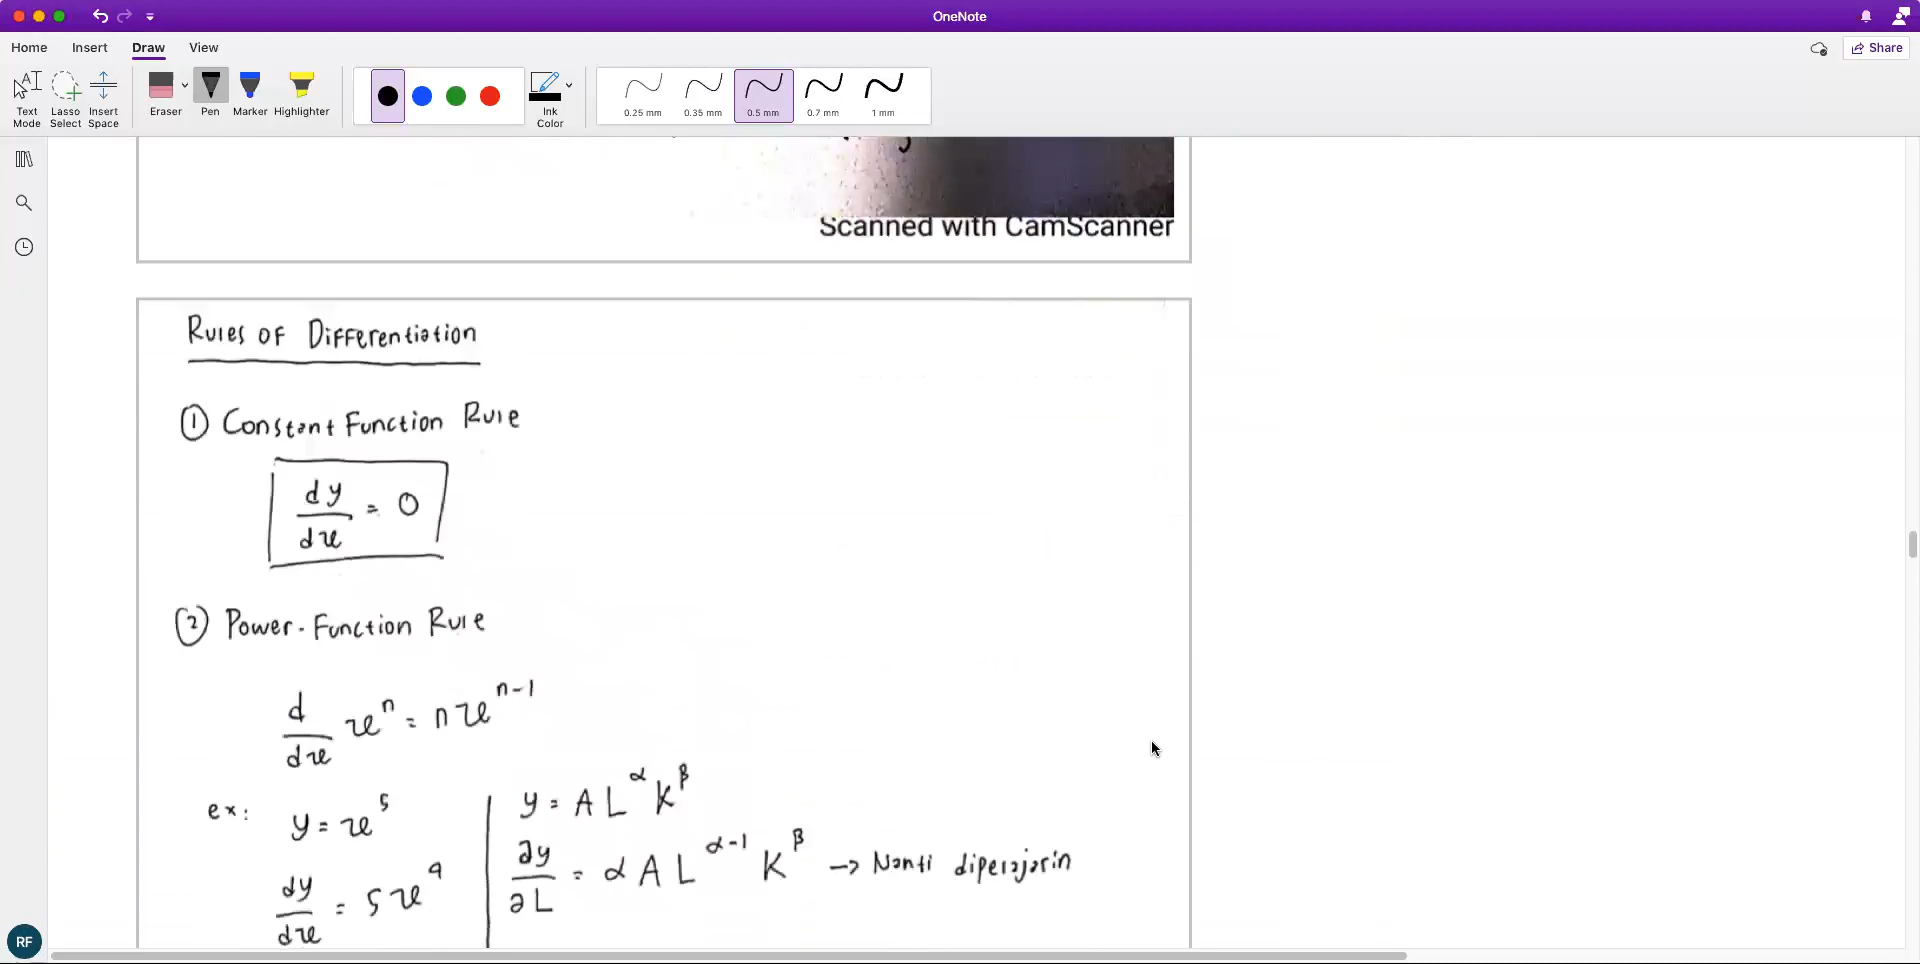 OneNote
Home Insert Draw View
Share
Text Mode
Lasso Select
Insert Space
Eraser
Pen
Marker
Highlighter
Ink Color
0.25 mm
0.35 mm
0.5 mm
0.7 mm
1 mm
Scanned with CamScanner
Rules of Differentiation
① Constant Function Rule
dy/dx = 0
② Power-Function Rule
d/dx x^n = n x^(n-1)
ex: y = x^5
dy/dx = 5x^4
y = A L^α K^β
∂y/∂L = α A L^(α-1) K^β → Nanti dipelajarin
RF